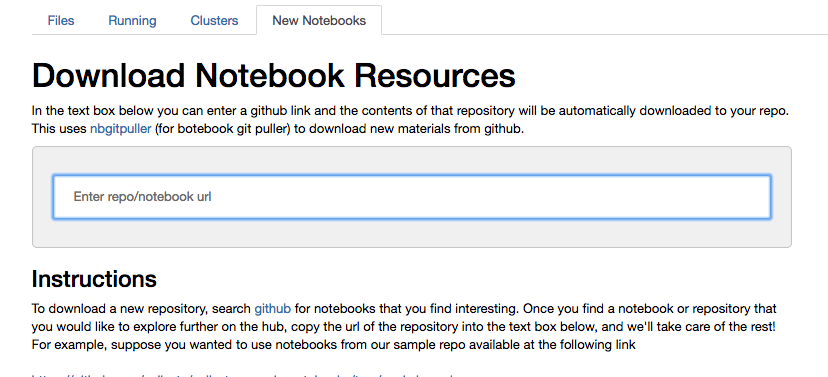 Files Running Clusters New Notebooks
Download Notebook Resources
In the text box below you can enter a github link and the contents of that repository will be automatically downloaded to your repo.
This uses nbgitpuller (for botebook git puller) to download new materials from github.
Enter repo/notebook url
Instructions
To download a new repository, search github for notebooks that you find interesting. Once you find a notebook or repository that
you would like to explore further on the hub, copy the url of the repository into the text box below, and we'll take care of the rest!
For example, suppose you wanted to use notebooks from our sample repo available at the following link